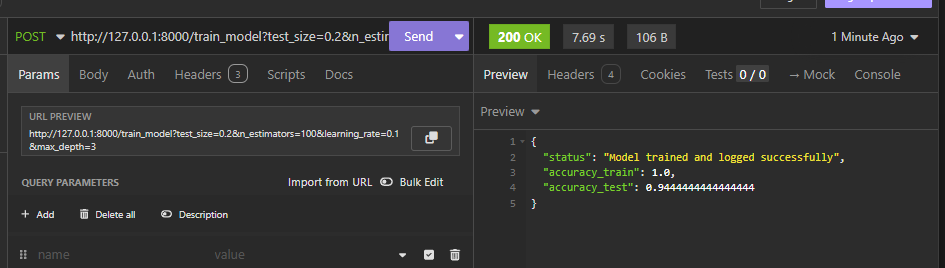 POST http://127.0.0.1:8000/train_model?test_size=0.2&n_estin Send
200 OK 7.69 s 106 B 1 Minute Ago
Params Body Auth Headers 3 Scripts Docs
Preview Headers 4 Cookies Tests 0 / 0 → Mock Console
URL PREVIEW
http://127.0.0.1:8000/train_model?test_size=0.2&n_estimators=100&learning_rate=0.1
&max_depth=3
QUERY PARAMETERS Import from URL Bulk Edit
+ Add Delete all Description
name value
Preview
1 {
2 "status": "Model trained and logged successfully",
3 "accuracy_train": 1.0,
4 "accuracy_test": 0.9444444444444444
5 }